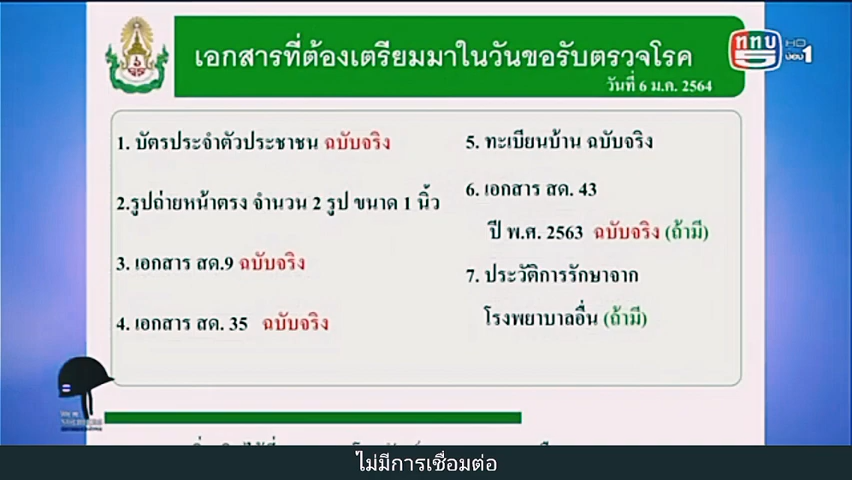 เอกสารที่ต้องเตรียมมาในวันขอรับตรวจโรค
วันที่ 6 ม.ค. 2564
ททบ
5
HD
ช่อง1
1. บัตรประจำตัวประชาชน ฉบับจริง
2.รูปถ่ายหน้าตรง จำนวน 2 รูป ขนาด 1 นิ้ว
3. เอกสาร สด.9 ฉบับจริง
4. เอกสาร สด. 35 ฉบับจริง
5. ทะเบียนบ้าน ฉบับจริง
6. เอกสาร สด. 43
ปี พ.ศ. 2563 ฉบับจริง (ถ้ามี)
7. ประวัติการรักษาจาก
โรงพยาบาลอื่น (ถ้ามี)
ไม่มีการเชื่อมต่อ